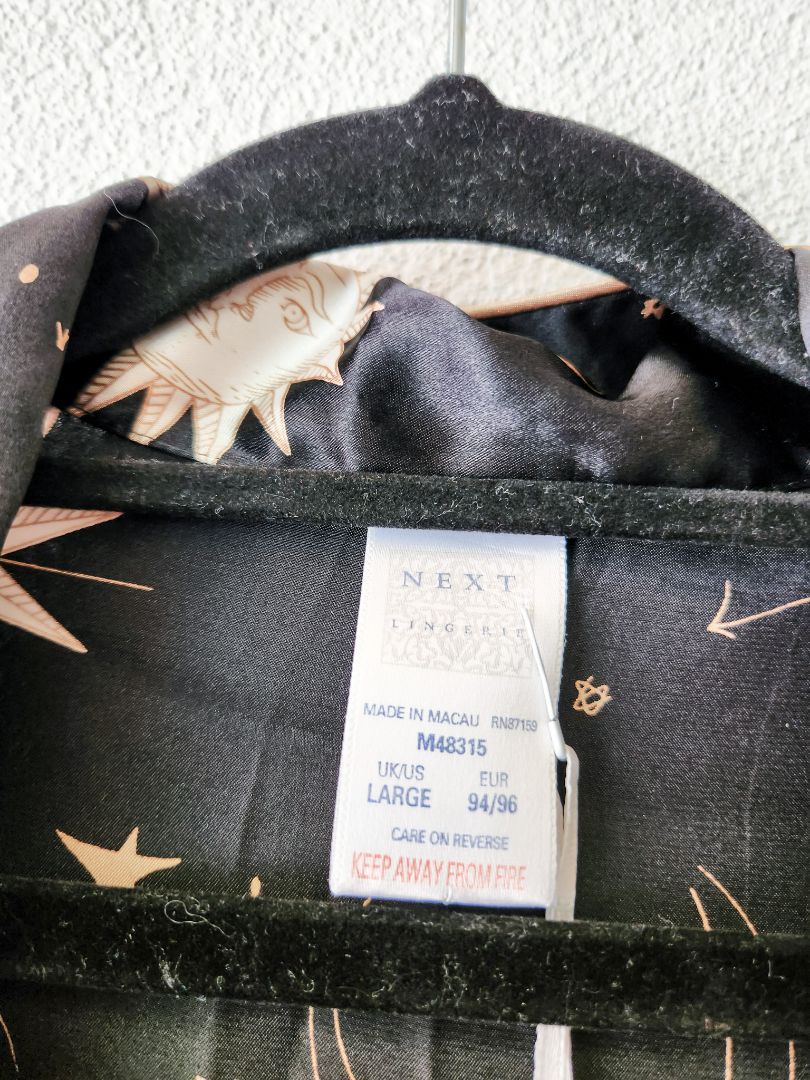 NEXT
LINGERIE
MADE IN MACAU RN87159
M48315
UK/US EUR
LARGE 94/96
CARE ON REVERSE
KEEP AWAY FROM FIRE